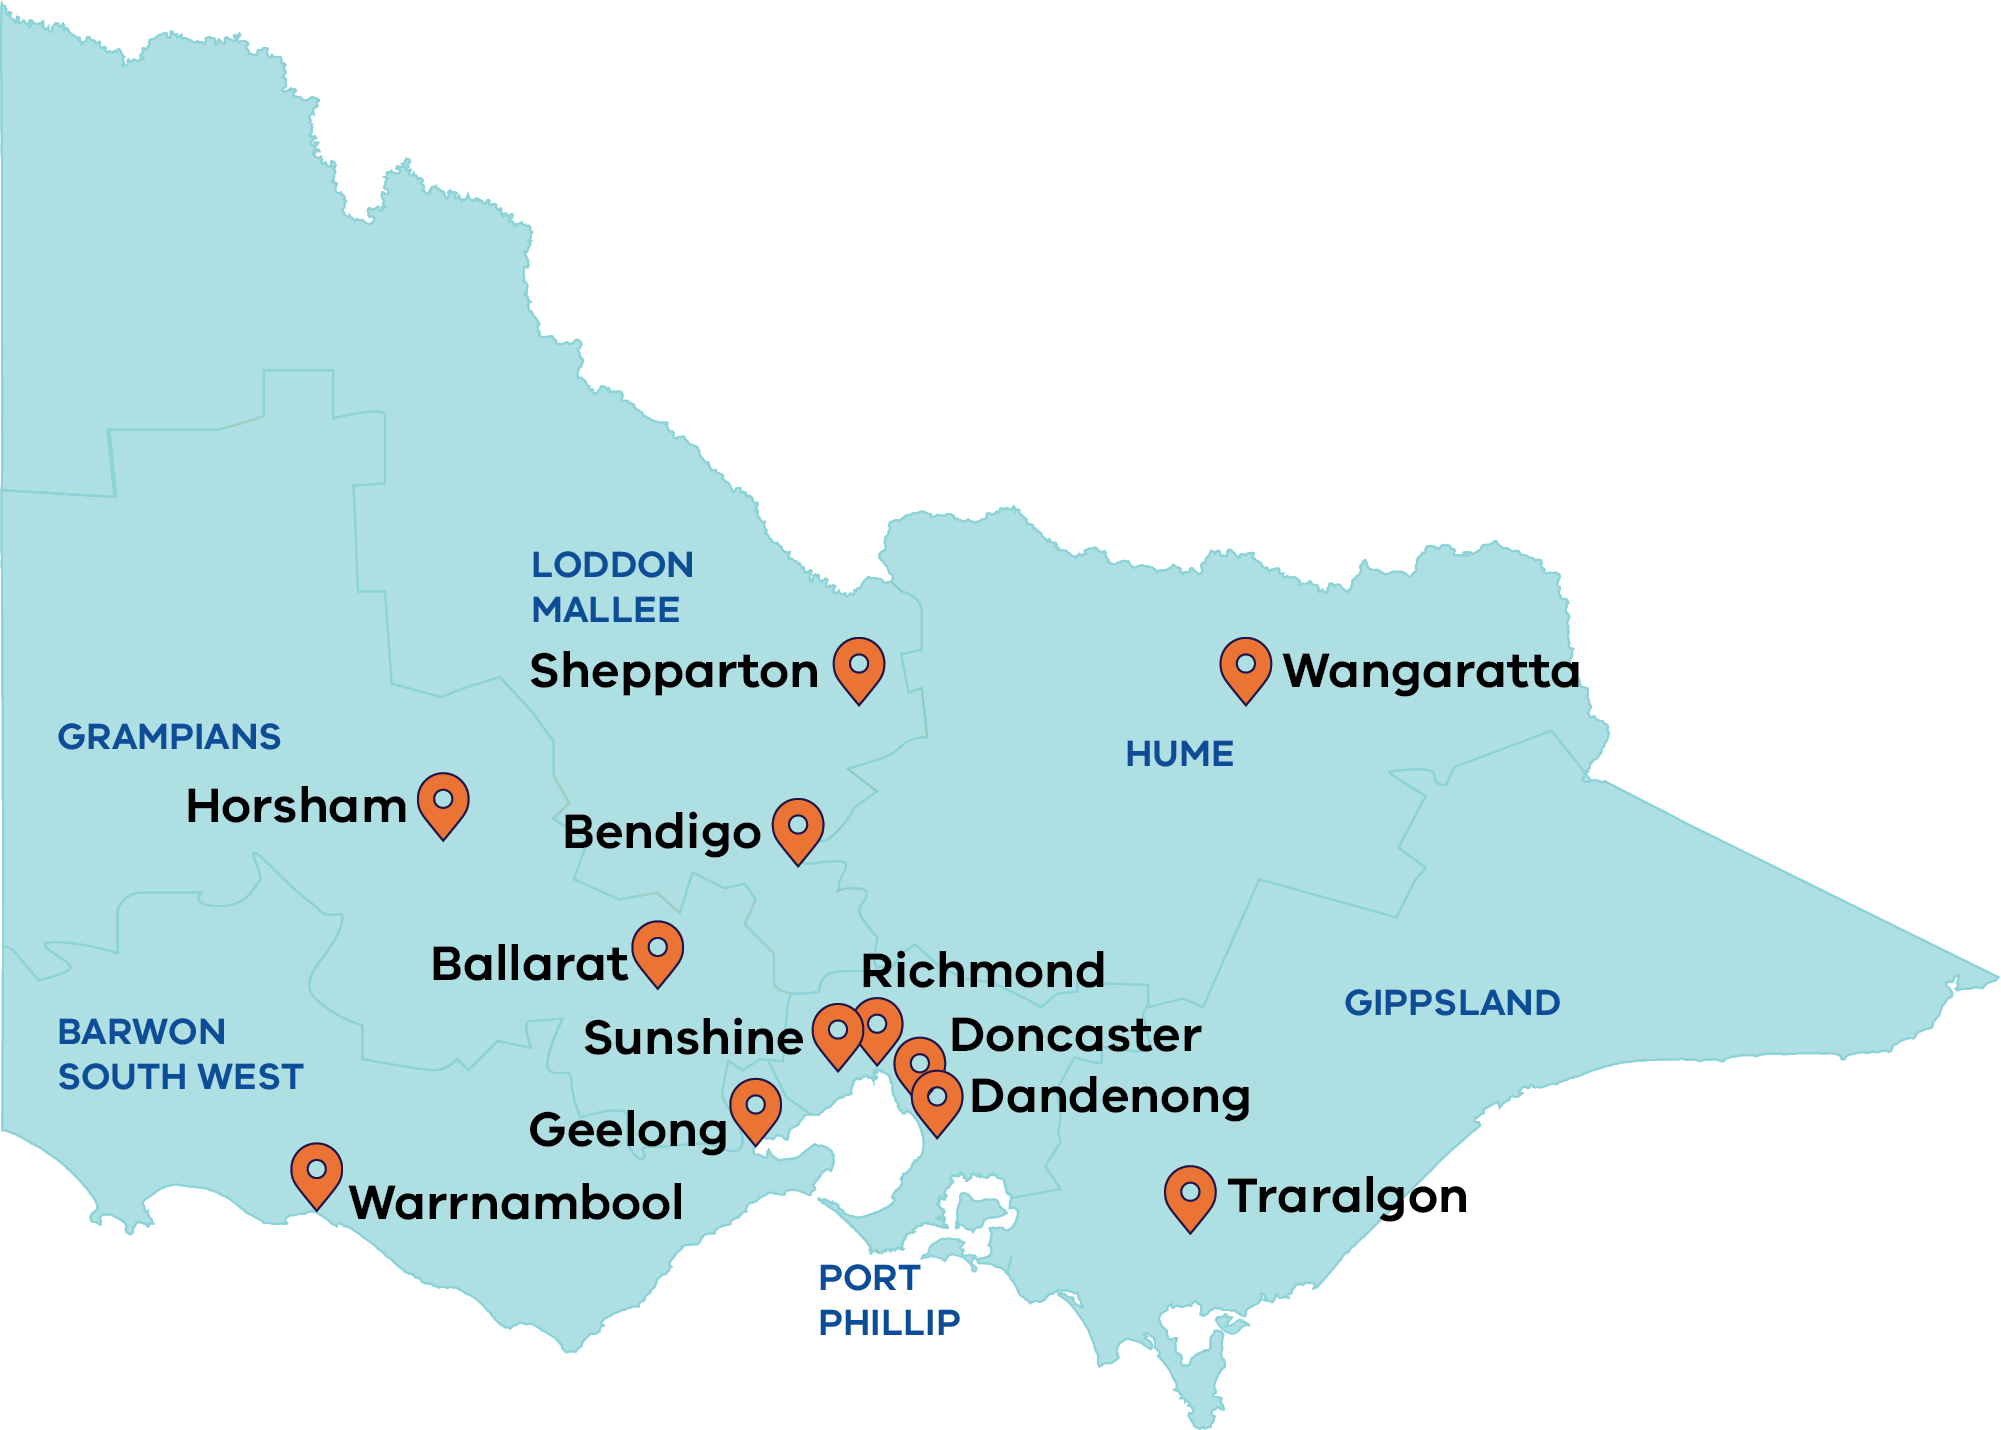 LODDON
MALLEE
Shepparton
Wangaratta
GRAMPIANS
HUME
Horsham
Bendigo
Ballarat
Richmond
GIPPSLAND
BARWON
SOUTH WEST
Sunshine
Doncaster
Dandenong
Geelong
Warrnambool
Traralgon
PORT
PHILLIP